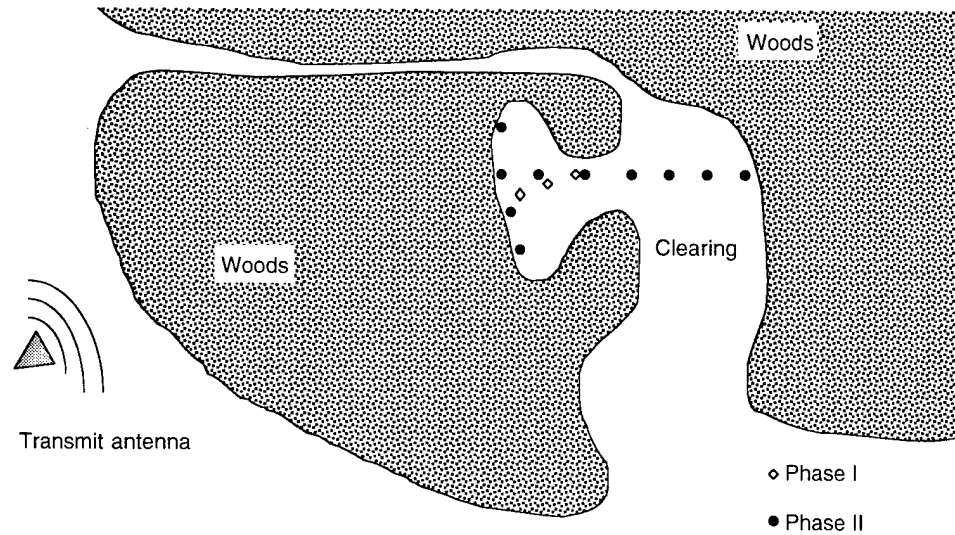 Woods
Woods
Clearing
Transmit antenna
Phase I
Phase II